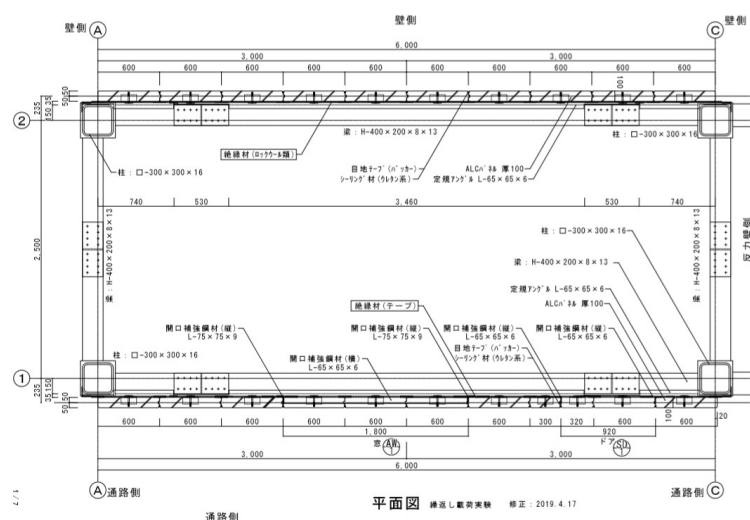 壁側
壁側
壁側
A
C
6,000
3,000
3,000
600
600
600
600
600
600
600
600
600
600
100
235
50 50
150 35
2
梁：H-400×200×8×13
柱：□-300×300×16
絶縁材(ロックウール類)
柱：□-300×300×16
目地テープ(バッカー)
シーリング材(ウレタン系)
ALCパネル 厚100
定規アングル L-65×65×6
740
530
3,460
530
740
2,500
梁：H-400×200×8×13
梁：H-400×200×8×13
反力壁側
柱：□-300×300×16
梁：H-400×200×8×13
定規アングル L-65×65×6
ALCパネル 厚100
絶縁材(テープ)
開口補強鋼材(縦)
L-75×75×9
開口補強鋼材(縦)
L-75×75×9
開口補強鋼材(縦)
L-65×65×6
開口補強鋼材(縦)
L-65×65×6
目地テープ(バッカー)
シーリング材(ウレタン系)
柱：□-300×300×16
開口補強鋼材(横)
L-65×65×6
1
235
35 150
50 50
100
20
600
600
600
600
600
600
600
300
320
600
600
1,800
920
窓 AW
ドア SD
3,000
3,000
6,000
A
通路側
通路側
C
1/7
平面図 繰返し載荷実験 修正：2019.4.17
通路側